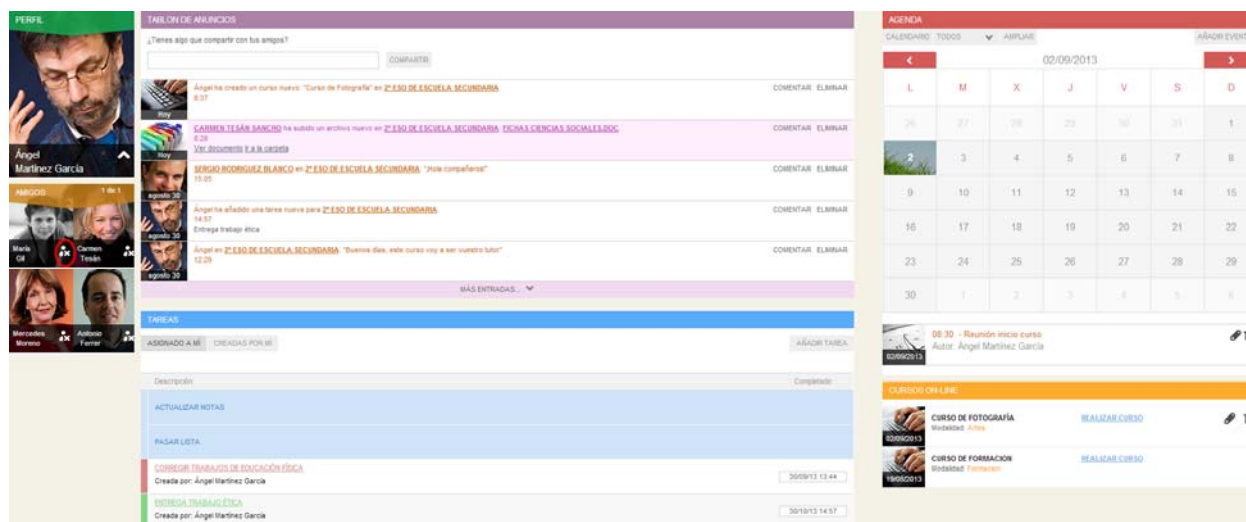 PERFIL
Ángel
Martinez García
AMIGOS 1 de 1
María
Gil
Carmen
Tesán
Mercedes
Moreno
Antonio
Ferrer
TABLON DE ANUNCIOS
¿Tienes algo que compartir con tus amigos?
COMPARTIR
Ángel ha creado un curso nuevo: "Curso de Fotografía" en 2º ESO DE ESCUELA SECUNDARIA
8:37
COMENTAR ELIMINAR
Hoy
CARMEN TESÁN SANCHO ha subido un archivo nuevo en 2º ESO DE ESCUELA SECUNDARIA: FICHAS CIENCIAS SOCIALES.DOC
8:28
Ver documento Ir a la carpeta
COMENTAR ELIMINAR
Hoy
SERGIO RODRIGUEZ BLANCO en 2º ESO DE ESCUELA SECUNDARIA: "¡Hola compañeros!"
15:05
COMENTAR ELIMINAR
agosto 30
Ángel ha añadido una tarea nueva para 2º ESO DE ESCUELA SECUNDARIA
14:57
Entrega trabajo ética
COMENTAR ELIMINAR
agosto 30
Ángel en 2º ESO DE ESCUELA SECUNDARIA: "Buenos días, este curso voy a ser vuestro tutor"
12:29
COMENTAR ELIMINAR
agosto 30
MÁS ENTRADAS...
TAREAS
ASIGNADO A MÍ CREADAS POR MÍ AÑADIR TAREA
Descripción Completado
ACTUALIZAR NOTAS
PASAR LISTA
CORREGIR TRABAJOS DE EDUCACIÓN FÍSICA
Creada por: Ángel Martínez García
30/09/13 13:44
ENTREGA TRABAJO ÉTICA
Creada por: Ángel Martínez García
30/10/13 14:57
AGENDA
CALENDARIO TODOS AMPLIAR AÑADIR EVENT
02/09/2013
L M X J V S D
26 27 28 29 30 31 1
2 3 4 5 6 7 8
9 10 11 12 13 14 15
16 17 18 19 20 21 22
23 24 25 26 27 28 29
30 1 2 3 4 5 6
08:30 - Reunión inicio curso
Autor: Ángel Martínez García
02/09/2013
CURSOS ON-LINE
CURSO DE FOTOGRAFÍA REALIZAR CURSO
Modalidad: Artes
02/09/2013
CURSO DE FORMACION REALIZAR CURSO
Modalidad: Formacion
19/06/2013